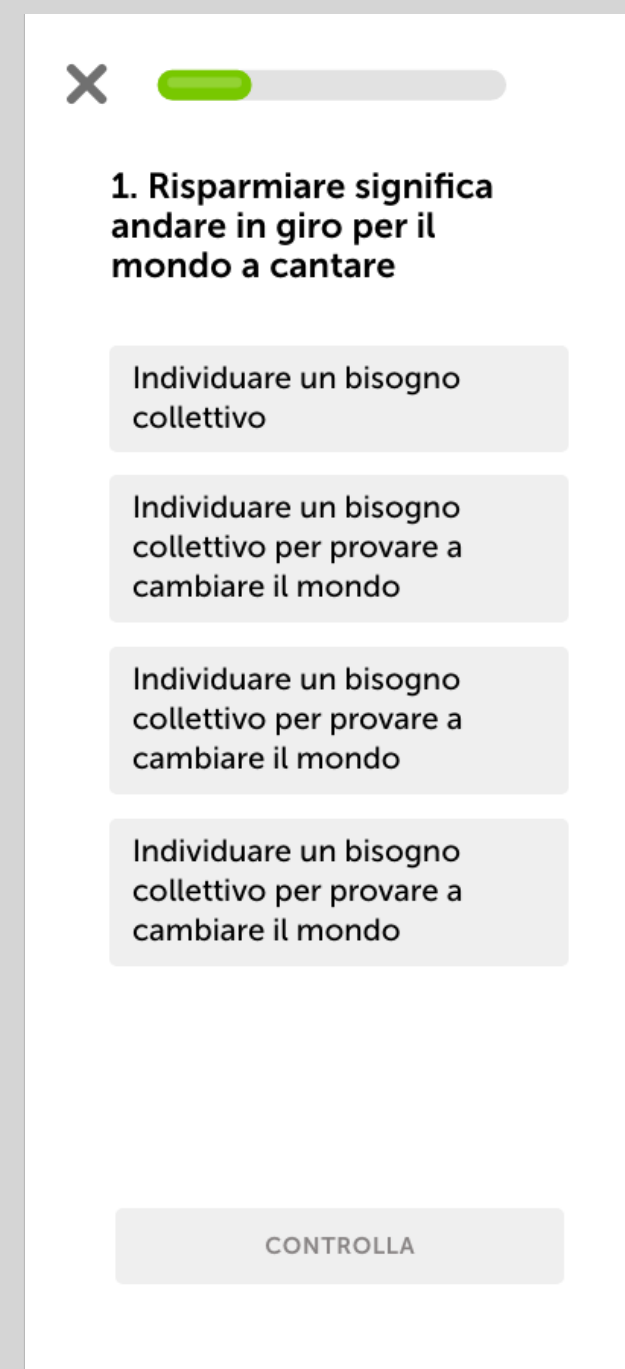 1. Risparmiare significa
andare in giro per il
mondo a cantare
Individuare un bisogno
collettivo
Individuare un bisogno
collettivo per provare a
cambiare il mondo
Individuare un bisogno
collettivo per provare a
cambiare il mondo
Individuare un bisogno
collettivo per provare a
cambiare il mondo
CONTROLLA